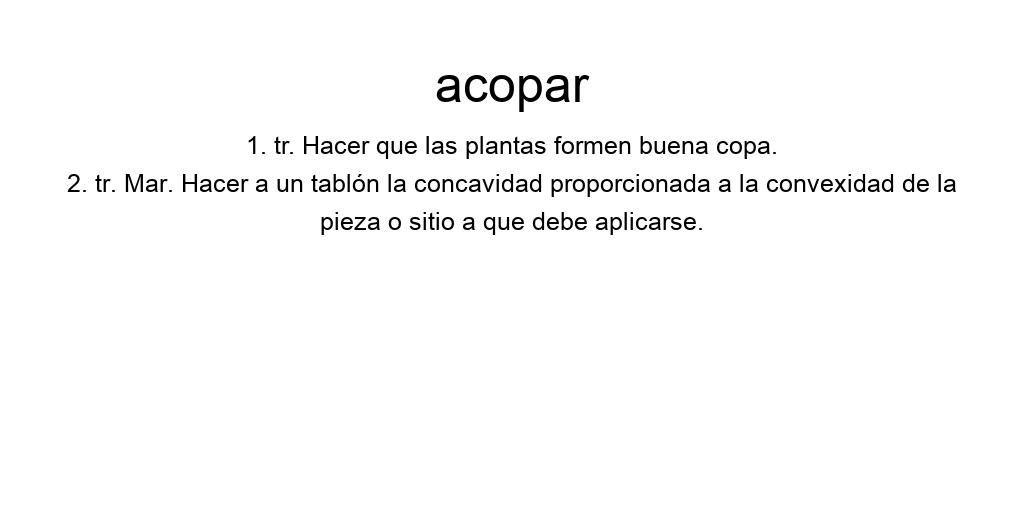 acopar
1. tr. Hacer que las plantas formen buena copa.
2. tr. Mar. Hacer a un tablón la concavidad proporcionada a la convexidad de la
pieza o sitio a que debe aplicarse.